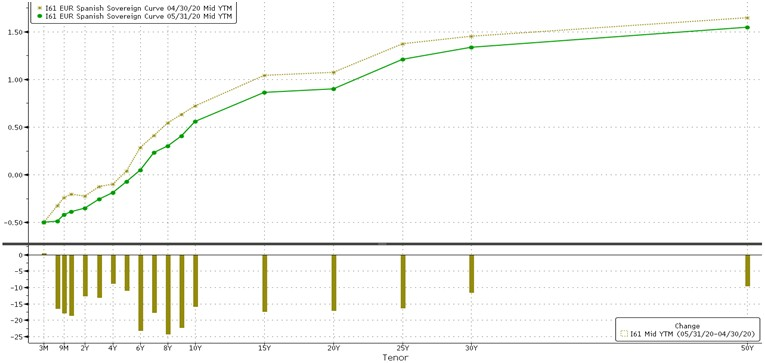 I61 EUR Spanish Sovereign Curve 04/30/20 Mid YTM
I61 EUR Spanish Sovereign Curve 05/31/20 Mid YTM
1.50
1.00
0.50
0.00
-0.50
0
-5
-10
-15
-20
-25
Change
I61 Mid YTM (05/31/20-04/30/20)
3M 9M 2Y 4Y 6Y 8Y 10Y 15Y 20Y 25Y 30Y 50Y
Tenor